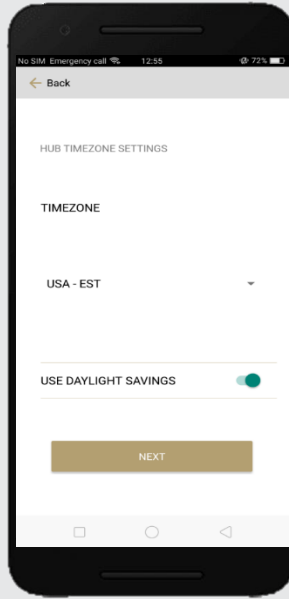 No SIM Emergency call 12:55 72%
Back
HUB TIMEZONE SETTINGS
TIMEZONE
USA - EST
USE DAYLIGHT SAVINGS
NEXT